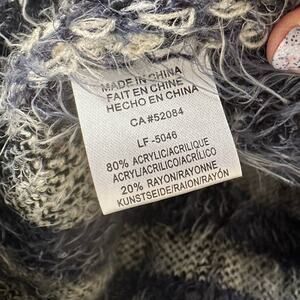 MADE IN CHINA
FAIT EN CHINE
HECHO EN CHINA
CA #52084
LF -5046
80% ACRYLIC/ACRILIQUE
ACRYLIC/ACRILICO/ACRÍLICO
20% RAYON/RAYONNE
KUNSTSEIDE/RAION/RAYÓN